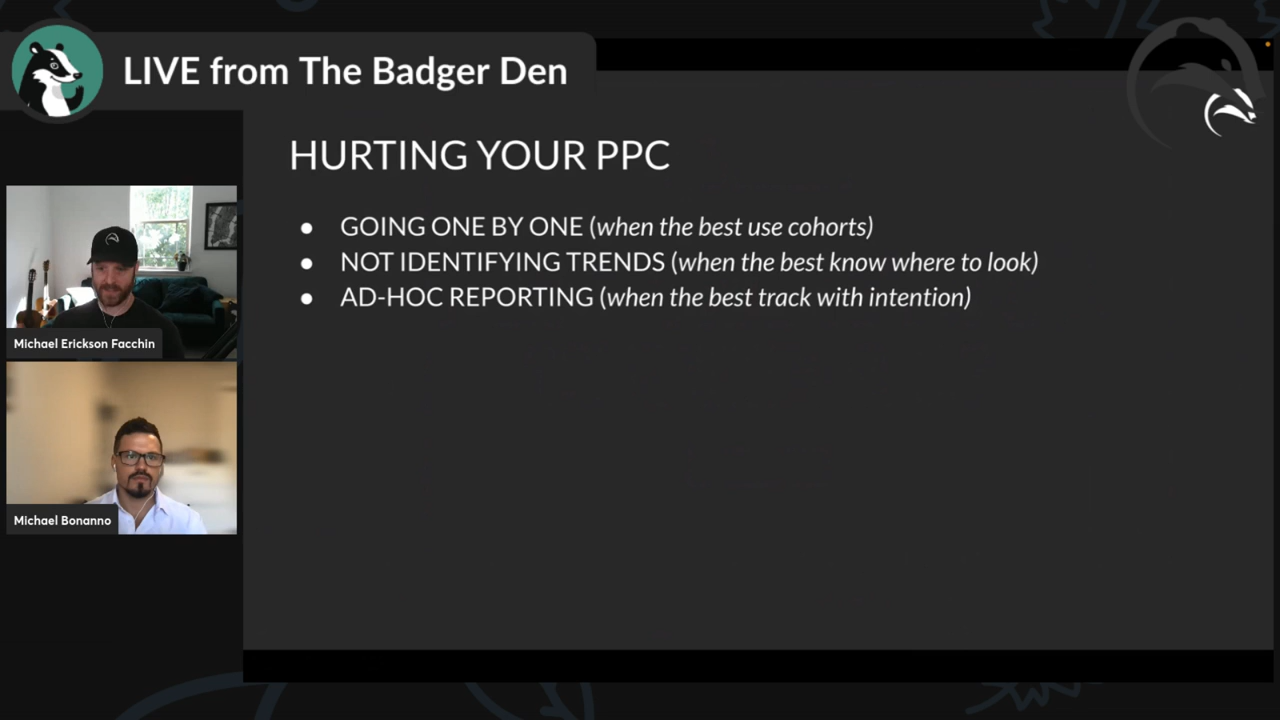 LIVE from The Badger Den
HURTING YOUR PPC
● GOING ONE BY ONE (when the best use cohorts)
● NOT IDENTIFYING TRENDS (when the best know where to look)
● AD-HOC REPORTING (when the best track with intention)
Michael Erickson Facchin
Michael Bonanno